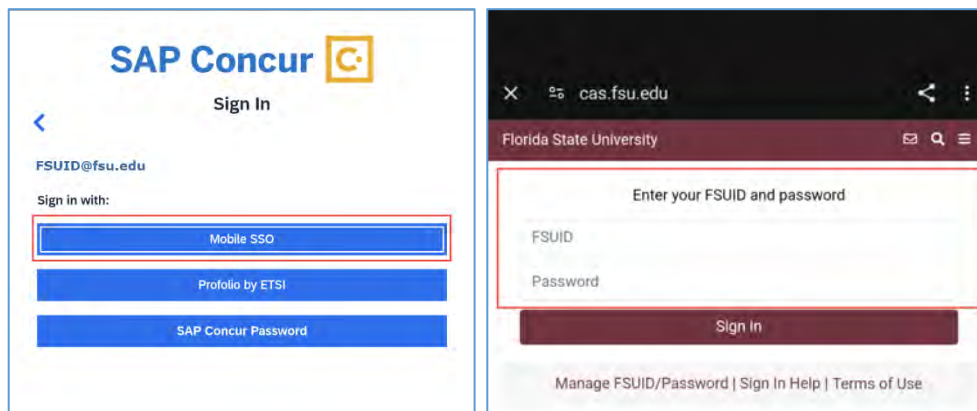 SAP Concur C.
Sign In
FSUID@fsu.edu
Sign in with:
Mobile SSO
Profolio by ETSI
SAP Concur Password
cas.fsu.edu
Florida State University
Enter your FSUID and password
FSUID
Password
Sign In
Manage FSUID/Password | Sign In Help | Terms of Use